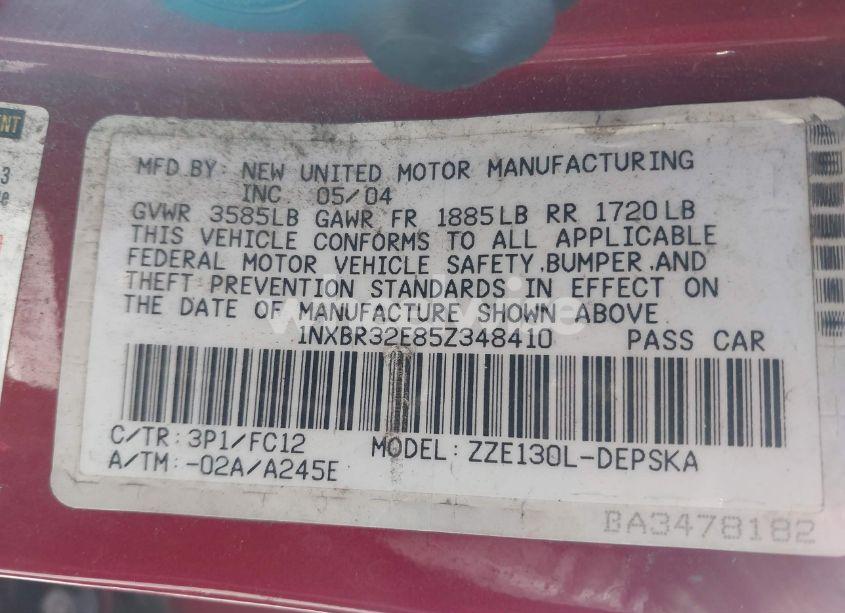 NT
3
e
MFD BY: NEW UNITED MOTOR MANUFACTURING
INC 05/04
GVWR 3585LB GAWR FR 1885LB RR 1720LB
THIS VEHICLE CONFORMS TO ALL APPLICABLE
FEDERAL MOTOR VEHICLE SAFETY,BUMPER,AND
THEFT PREVENTION STANDARDS IN EFFECT ON
THE DATE OF MANUFACTURE SHOWN ABOVE
1NXBR32E85Z348410 PASS CAR
C/TR:3P1/FC12 MODEL:ZZE130L-DEPSKA
A/TM:-02A/A245E
BA3478182